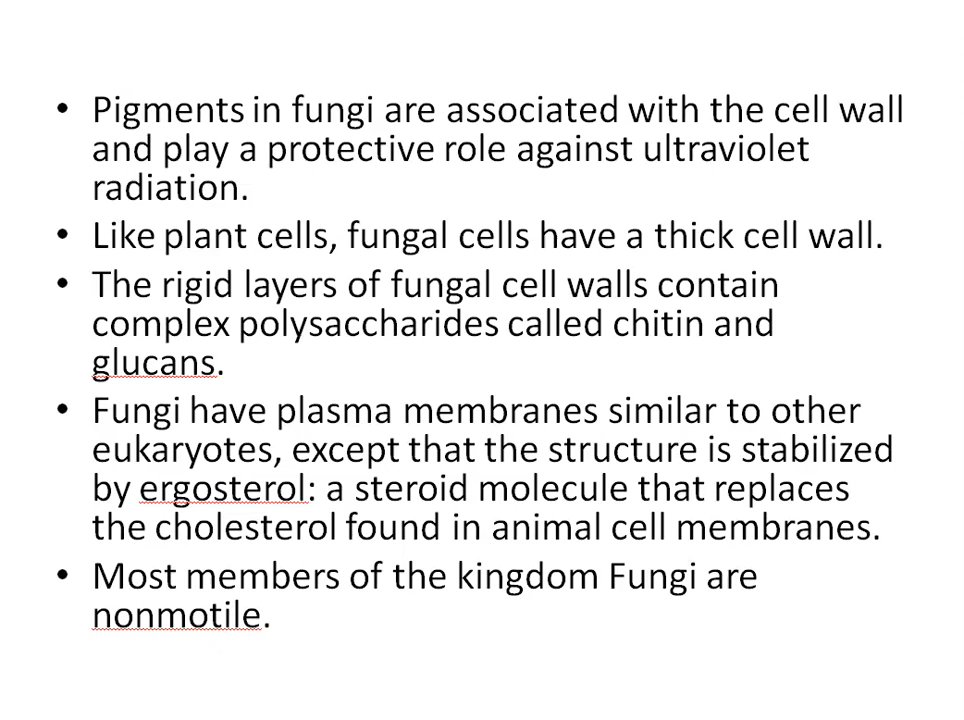 • Pigments in fungi are associated with the cell wall
and play a protective role against ultraviolet
radiation.
• Like plant cells, fungal cells have a thick cell wall.
• The rigid layers of fungal cell walls contain
complex polysaccharides called chitin and
glucans.
• Fungi have plasma membranes similar to other
eukaryotes, except that the structure is stabilized
by ergosterol: a steroid molecule that replaces
the cholesterol found in animal cell membranes.
• Most members of the kingdom Fungi are
nonmotile.